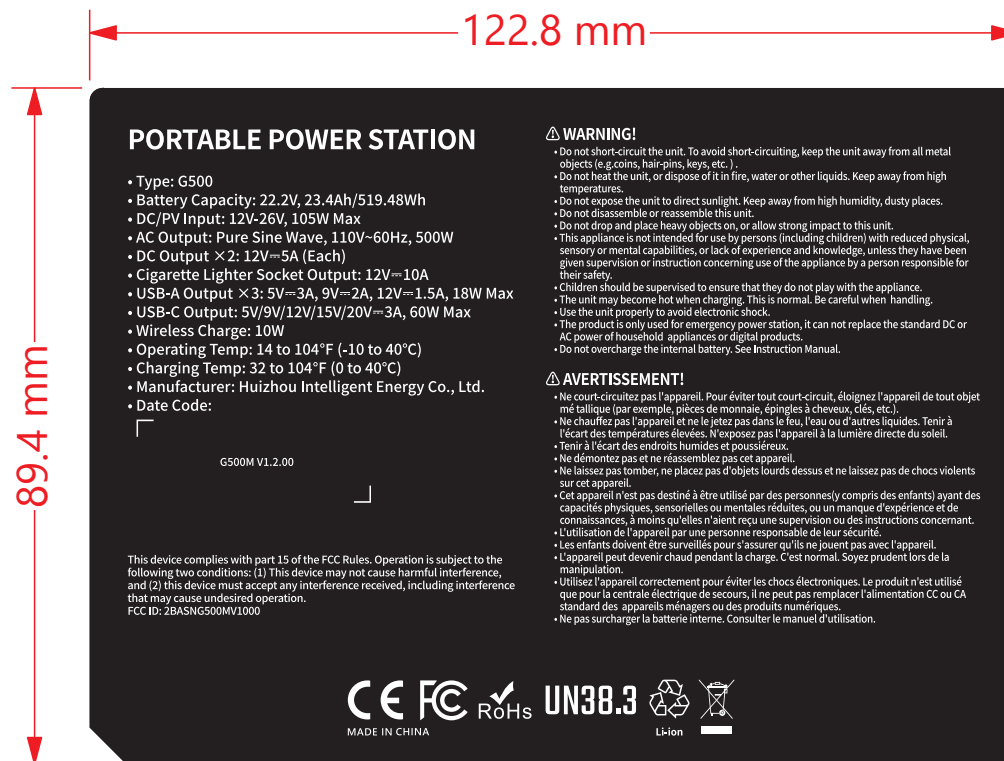 122.8 mm
89.4 mm
PORTABLE POWER STATION
• Type: G500
• Battery Capacity: 22.2V, 23.4Ah/519.48Wh
• DC/PV Input: 12V-26V, 105W Max
• AC Output: Pure Sine Wave, 110V~60Hz, 500W
• DC Output ×2: 12V⎓5A (Each)
• Cigarette Lighter Socket Output: 12V⎓10A
• USB-A Output ×3: 5V⎓3A, 9V⎓2A, 12V⎓1.5A, 18W Max
• USB-C Output: 5V/9V/12V/15V/20V⎓3A, 60W Max
• Wireless Charge: 10W
• Operating Temp: 14 to 104°F (-10 to 40°C)
• Charging Temp: 32 to 104°F (0 to 40°C)
• Manufacturer: Huizhou Intelligent Energy Co., Ltd.
• Date Code:
G500M V1.2.00
This device complies with part 15 of the FCC Rules. Operation is subject to the
following two conditions: (1) This device may not cause harmful interference,
and (2) this device must accept any interference received, including interference
that may cause undesired operation.
FCC ID: 2BASNG500MV1000
⚠ WARNING!
• Do not short-circuit the unit. To avoid short-circuiting, keep the unit away from all metal
objects (e.g.coins, hair-pins, keys, etc. ) .
• Do not heat the unit, or dispose of it in fire, water or other liquids. Keep away from high
temperatures.
• Do not expose the unit to direct sunlight. Keep away from high humidity, dusty places.
• Do not disassemble or reassemble this unit.
• Do not drop and place heavy objects on, or allow strong impact to this unit.
• This appliance is not intended for use by persons (including children) with reduced physical,
sensory or mental capabilities, or lack of experience and knowledge, unless they have been
given supervision or instruction concerning use of the appliance by a person responsible for
their safety.
• Children should be supervised to ensure that they do not play with the appliance.
• The unit may become hot when charging. This is normal. Be careful when handling.
• Use the unit properly to avoid electronic shock.
• The product is only used for emergency power station, it can not replace the standard DC or
AC power of household appliances or digital products.
• Do not overcharge the internal battery. See Instruction Manual.
⚠ AVERTISSEMENT!
• Ne court-circuitez pas l'appareil. Pour éviter tout court-circuit, éloignez l'appareil de tout objet
mé tallique (par exemple, pièces de monnaie, épingles à cheveux, clés, etc.).
• Ne chauffez pas l'appareil et ne le jetez pas dans le feu, l'eau ou d'autres liquides. Tenir à
l'écart des températures élevées. N'exposez pas l'appareil à la lumière directe du soleil.
• Tenir à l'écart des endroits humides et poussiéreux.
• Ne démontez pas et ne réassemblez pas cet appareil.
• Ne laissez pas tomber, ne placez pas d'objets lourds dessus et ne laissez pas de chocs violents
sur cet appareil.
• Cet appareil n'est pas destiné à être utilisé par des personnes(y compris des enfants) ayant des
capacités physiques, sensorielles ou mentales réduites, ou un manque d'expérience et de
connaissances, à moins qu'elles n'aient reçu une supervision ou des instructions concernant.
• L'utilisation de l'appareil par une personne responsable de leur sécurité.
• Les enfants doivent être surveillés pour s'assurer qu'ils ne jouent pas avec l'appareil.
• L'appareil peut devenir chaud pendant la charge. C'est normal. Soyez prudent lors de la
manipulation.
• Utilisez l'appareil correctement pour éviter les chocs électroniques. Le produit n'est utilisé
que pour la centrale électrique de secours, il ne peut pas remplacer l'alimentation CC ou CA
standard des appareils ménagers ou des produits numériques.
• Ne pas surcharger la batterie interne. Consulter le manuel d'utilisation.
CE FC RoHs UN38.3
MADE IN CHINA
Li-ion